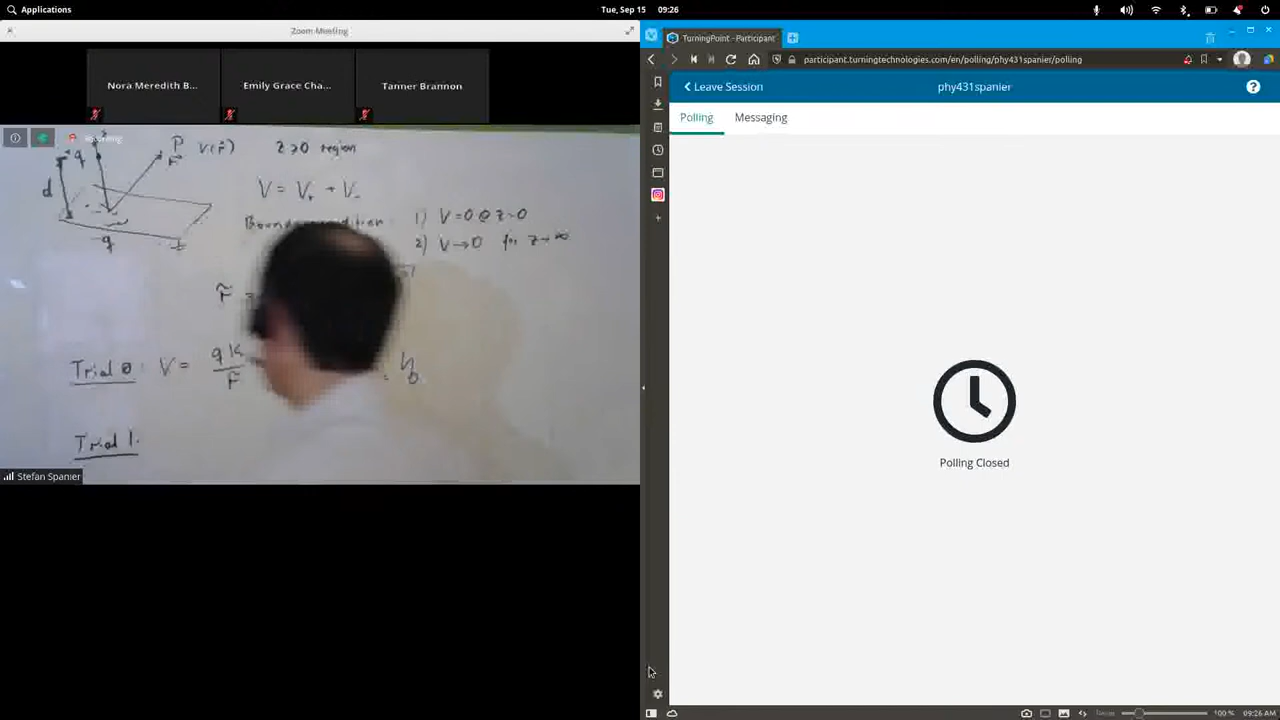 Applications
Tue, Sep 15 09:26
Zoom Meeting
Nora Meredith B...
Emily Grace Cha...
Tanner Brannon
Recording
q
P V(r) z>0 region
d
V = V+ + V-
1) V=0 @ z=0
2) V→0 for z→∞
q
Trial 0: V = qk
r
Trial 1.
Stefan Spanier
TurningPoint - Participant
participant.turningtechnologies.com/en/polling/phy431spanier/polling
Leave Session
phy431spanier
Polling
Messaging
Polling Closed
100 %
09:26 AM